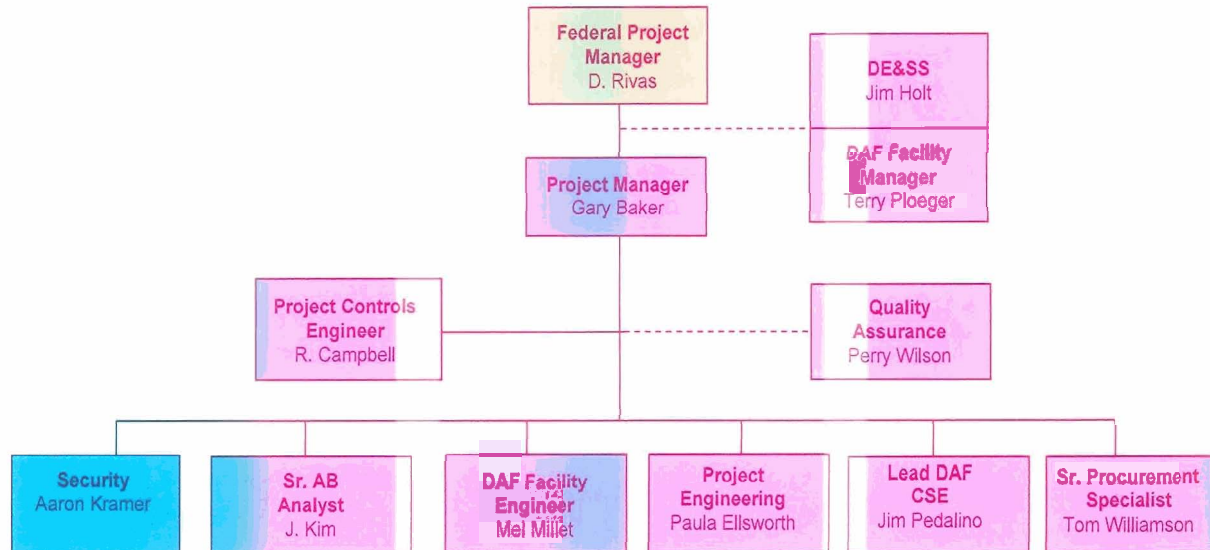 Federal Project
Manager
D. Rivas
DE&SS
Jim Holt
DAF Facility
Manager
Terry Ploeger
Project Manager
Gary Baker
Project Controls
Engineer
R. Campbell
Quality
Assurance
Perry Wilson
Security
Aaron Kramer
Sr. AB
Analyst
J. Kim
DAF Facility
Engineer
Mel Millet
Project
Engineering
Paula Ellsworth
Lead DAF
CSE
Jim Pedalino
Sr. Procurement
Specialist
Tom Williamson